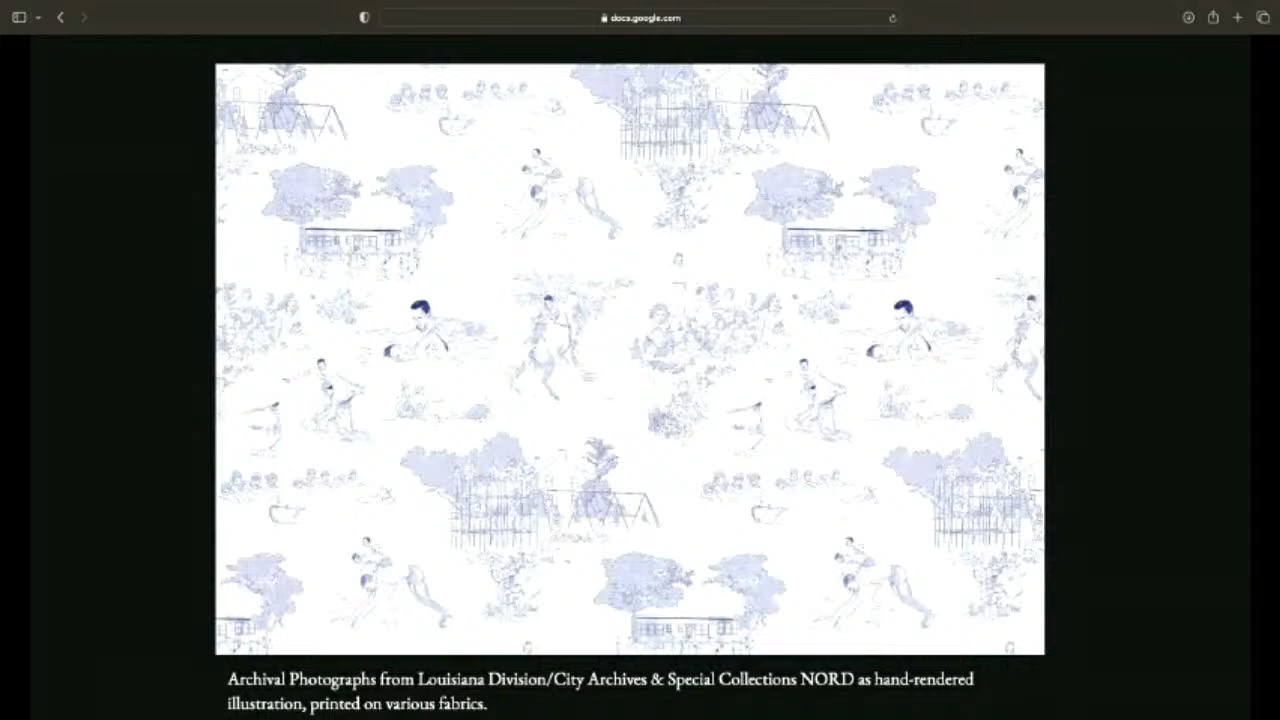 docs.google.com
Archival Photographs from Louisiana Division/City Archives & Special Collections NORD as hand-rendered
illustration, printed on various fabrics.